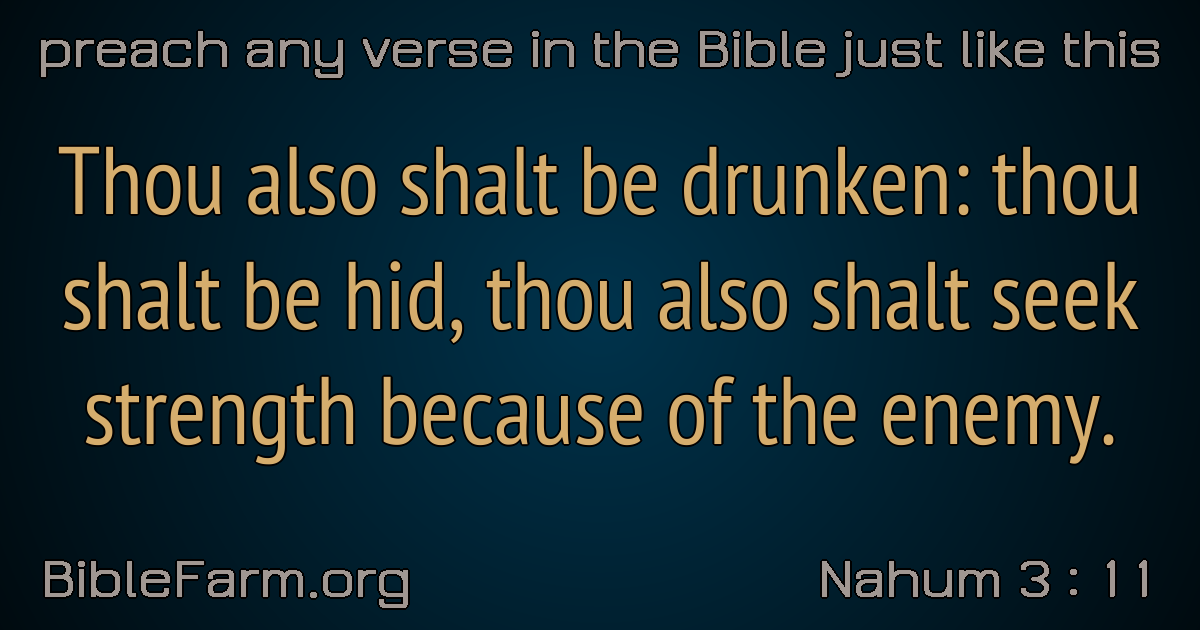 preach any verse in the Bible just like this
Thou also shalt be drunken: thou
shalt be hid, thou also shalt seek
strength because of the enemy.
BibleFarm.org
Nahum 3 : 11